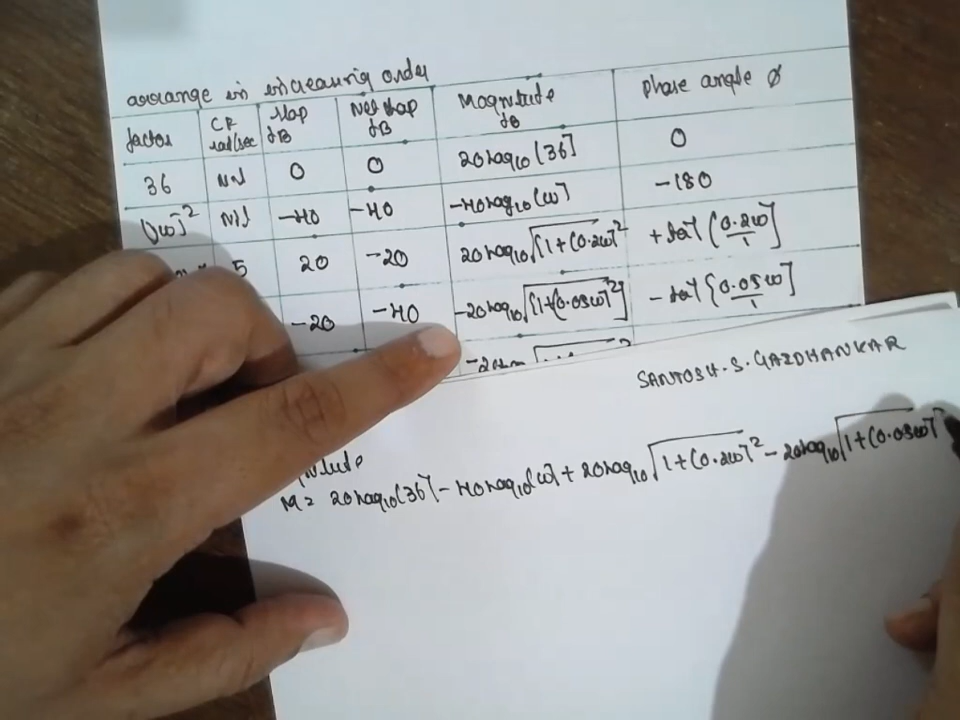 arrange in increasing order
factor CF rad/sec slop dB Net slop dB Magnitude dB phase angle ϕ
36 Nil 0 0 20log10[36] 0
(jω)² Nil -40 -40 -40log10[ω] -180
5 20 -20 20log10√[1+(0.2ω]² +tan⁻¹[0.2ω/1]
-20 -40 -20log10√[1+(0.05ω]²] -tan⁻¹[0.05ω/1]
SANTOSH.S.GAIDHANKAR
M = 20log10[36] - 40log10[ω] + 20log10√1+(0.2ω]² - 20log10√1+(0.05ω]